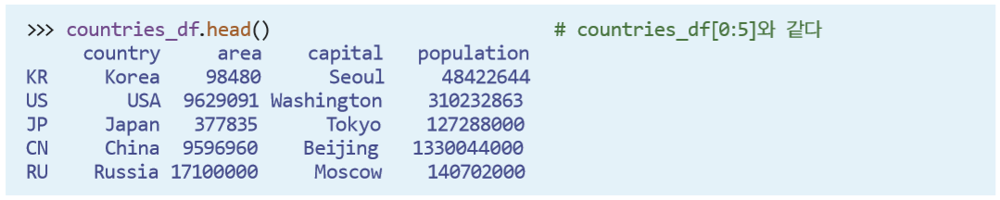 >>> countries_df.head() # countries_df[0:5]와 같다
country area capital population
KR Korea 98480 Seoul 48422644
US USA 9629091 Washington 310232863
JP Japan 377835 Tokyo 127288000
CN China 9596960 Beijing 1330044000
RU Russia 17100000 Moscow 140702000